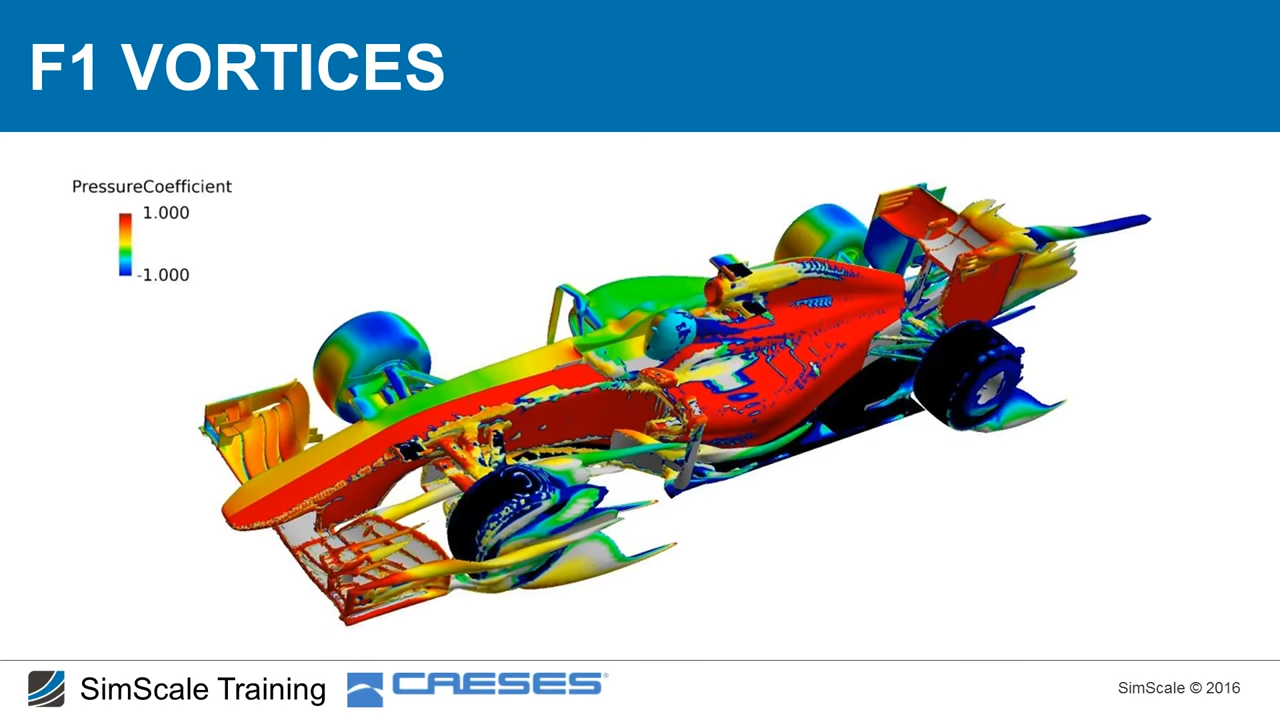 F1 VORTICES
PressureCoefficient
1.000
-1.000
SimScale Training
CAESES®
SimScale © 2016